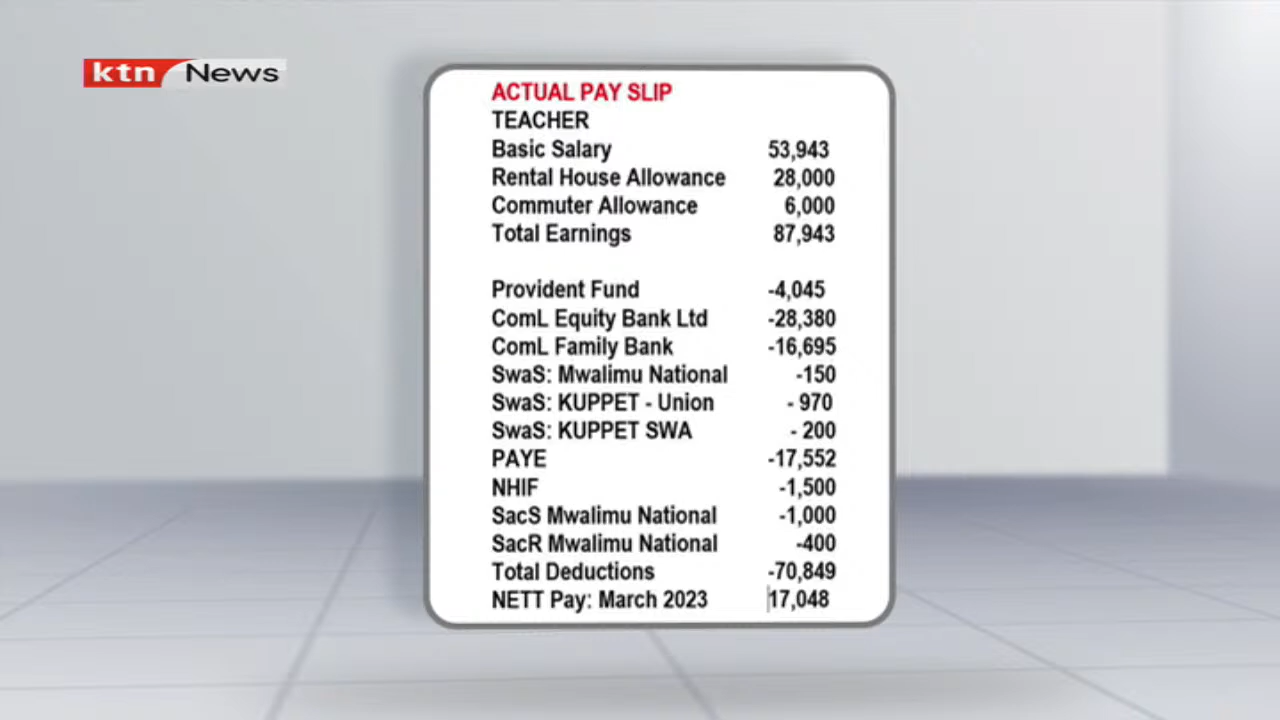 ktn News
ACTUAL PAY SLIP
TEACHER
Basic Salary 53,943
Rental House Allowance 28,000
Commuter Allowance 6,000
Total Earnings 87,943
Provident Fund -4,045
ComL Equity Bank Ltd -28,380
ComL Family Bank -16,695
SwaS: Mwalimu National -150
SwaS: KUPPET - Union - 970
SwaS: KUPPET SWA - 200
PAYE -17,552
NHIF -1,500
SacS Mwalimu National -1,000
SacR Mwalimu National -400
Total Deductions -70,849
NETT Pay: March 2023 17,048